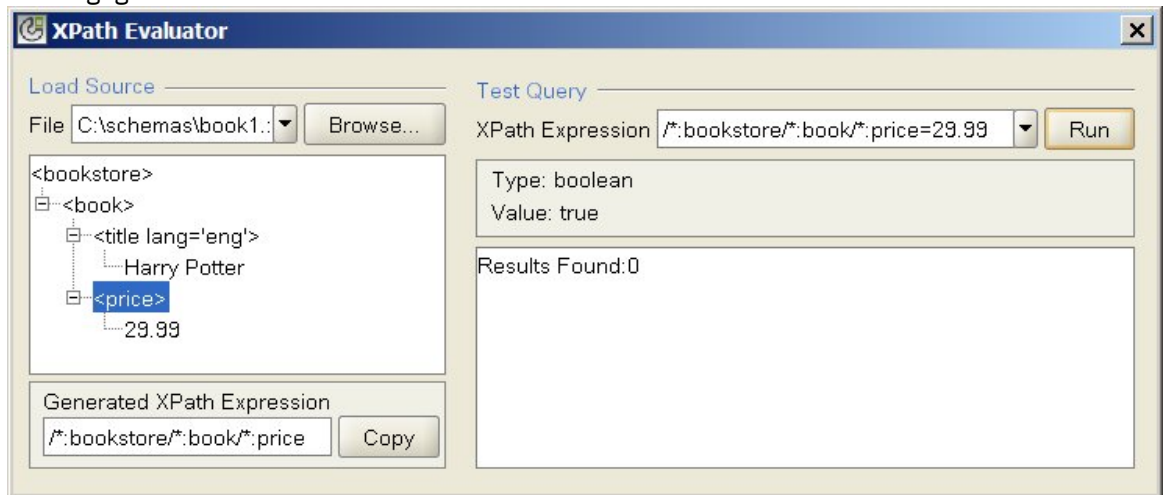 XPath Evaluator
Load Source
File C:\schemas\book1.: Browse...
<bookstore>
<book>
<title lang='eng'>
Harry Potter
<price>
29.99
Generated XPath Expression
/*:bookstore/*:book/*:price Copy
Test Query
XPath Expression /*:bookstore/*:book/*:price=29.99 Run
Type: boolean
Value: true
Results Found:0